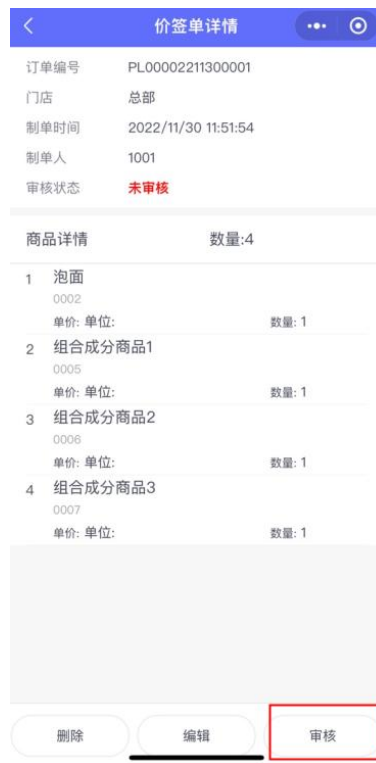 价签单详情
订单编号 PL00002211300001
门店 总部
制单时间 2022/11/30 11:51:54
制单人 1001
审核状态 未审核
商品详情 数量:4
1 泡面
0002
单价: 单位: 数量: 1
2 组合成分商品1
0005
单价: 单位: 数量: 1
3 组合成分商品2
0006
单价: 单位: 数量: 1
4 组合成分商品3
0007
单价: 单位: 数量: 1
删除 编辑 审核